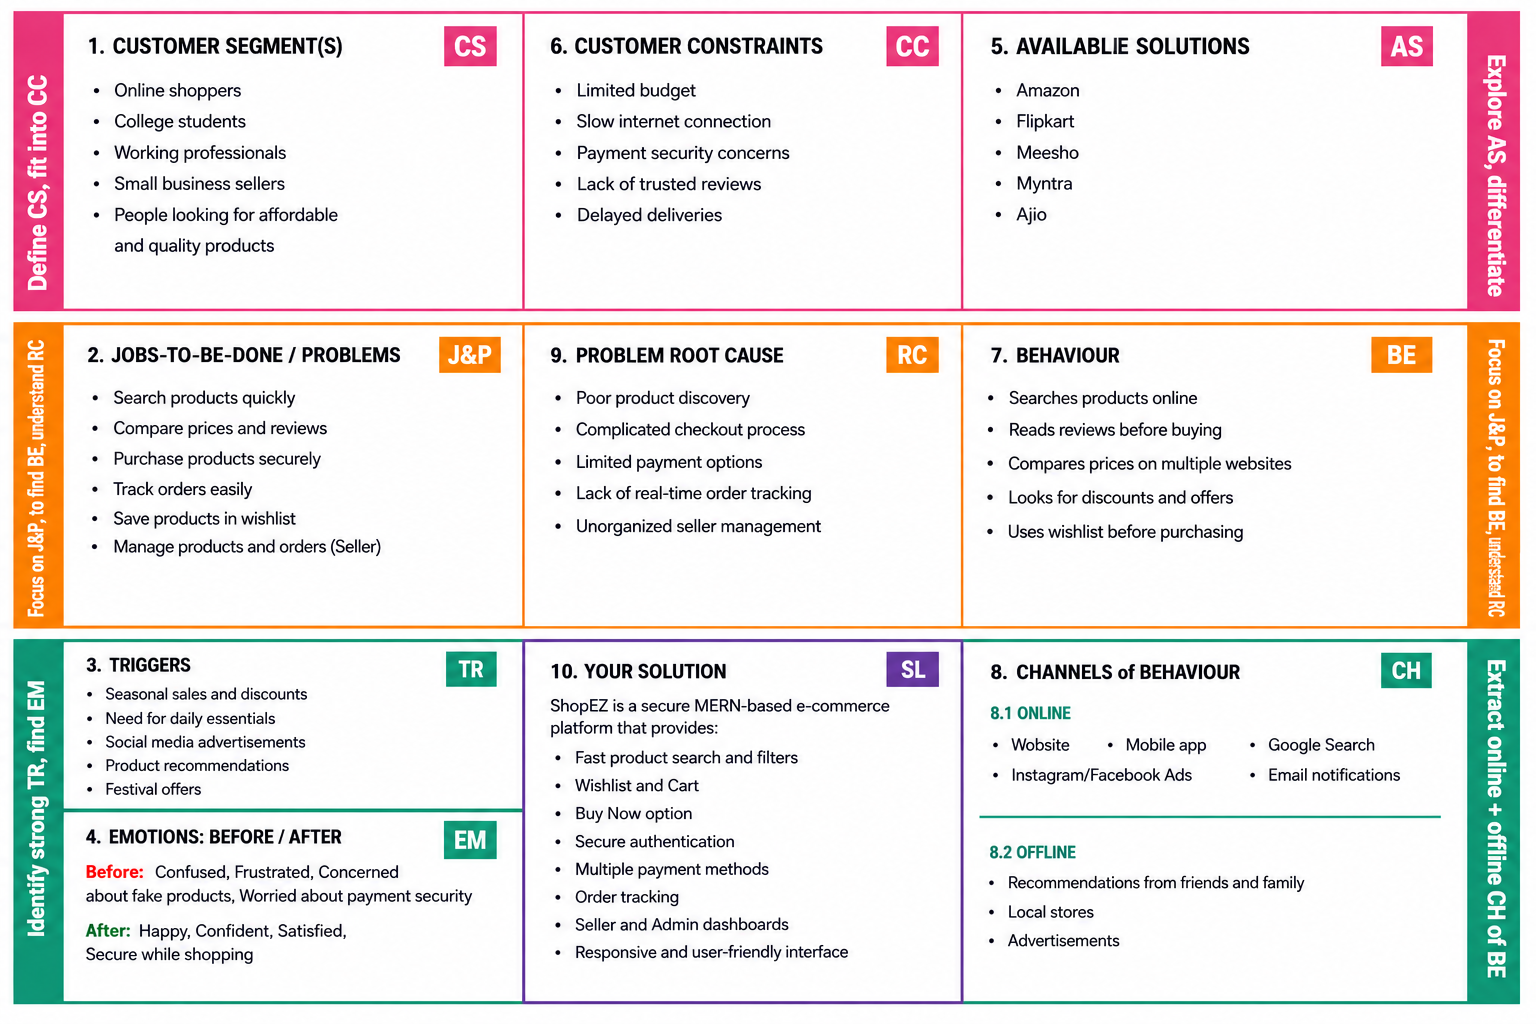 Define CS, fit into CC
1. CUSTOMER SEGMENT(S)
CS
• Online shoppers
• College students
• Working professionals
• Small business sellers
• People looking for affordable
and quality products
6. CUSTOMER CONSTRAINTS
CC
• Limited budget
• Slow internet connection
• Payment security concerns
• Lack of trusted reviews
• Delayed deliveries
5. AVAILABLE SOLUTIONS
AS
• Amazon
• Flipkart
• Meesho
• Myntra
• Ajio
Explore AS, differentiate
Focus on J&P, to find BE, understand RC
2. JOBS-TO-BE-DONE / PROBLEMS
J&P
• Search products quickly
• Compare prices and reviews
• Purchase products securely
• Track orders easily
• Save products in wishlist
• Manage products and orders (Seller)
9. PROBLEM ROOT CAUSE
RC
• Poor product discovery
• Complicated checkout process
• Limited payment options
• Lack of real-time order tracking
• Unorganized seller management
7. BEHAVIOUR
BE
• Searches products online
• Reads reviews before buying
• Compares prices on multiple websites
• Looks for discounts and offers
• Uses wishlist before purchasing
Focus on J&P, to find BE, understand RC
Identify strong TR, find EM
3. TRIGGERS
TR
• Seasonal sales and discounts
• Need for daily essentials
• Social media advertisements
• Product recommendations
• Festival offers
4. EMOTIONS: BEFORE / AFTER
EM
Before: Confused, Frustrated, Concerned
about fake products, Worried about payment security
After: Happy, Confident, Satisfied,
Secure while shopping
10. YOUR SOLUTION
SL
ShopEZ is a secure MERN-based e-commerce
platform that provides:
• Fast product search and filters
• Wishlist and Cart
• Buy Now option
• Secure authentication
• Multiple payment methods
• Order tracking
• Seller and Admin dashboards
• Responsive and user-friendly interface
8. CHANNELS of BEHAVIOUR
CH
8.1 ONLINE
• Wobsite • Mobile app • Google Search
• Instagram/Facebook Ads • Email notifications
8.2 OFFLINE
• Recommendations from friends and family
• Local stores
• Advertisements
Extract online + offline CH of BE